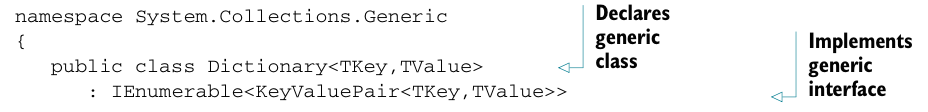 namespace System.Collections.Generic
{
public class Dictionary<TKey,TValue>
: IEnumerable<KeyValuePair<TKey,TValue>>
Declares
generic
class
Implements
generic
interface